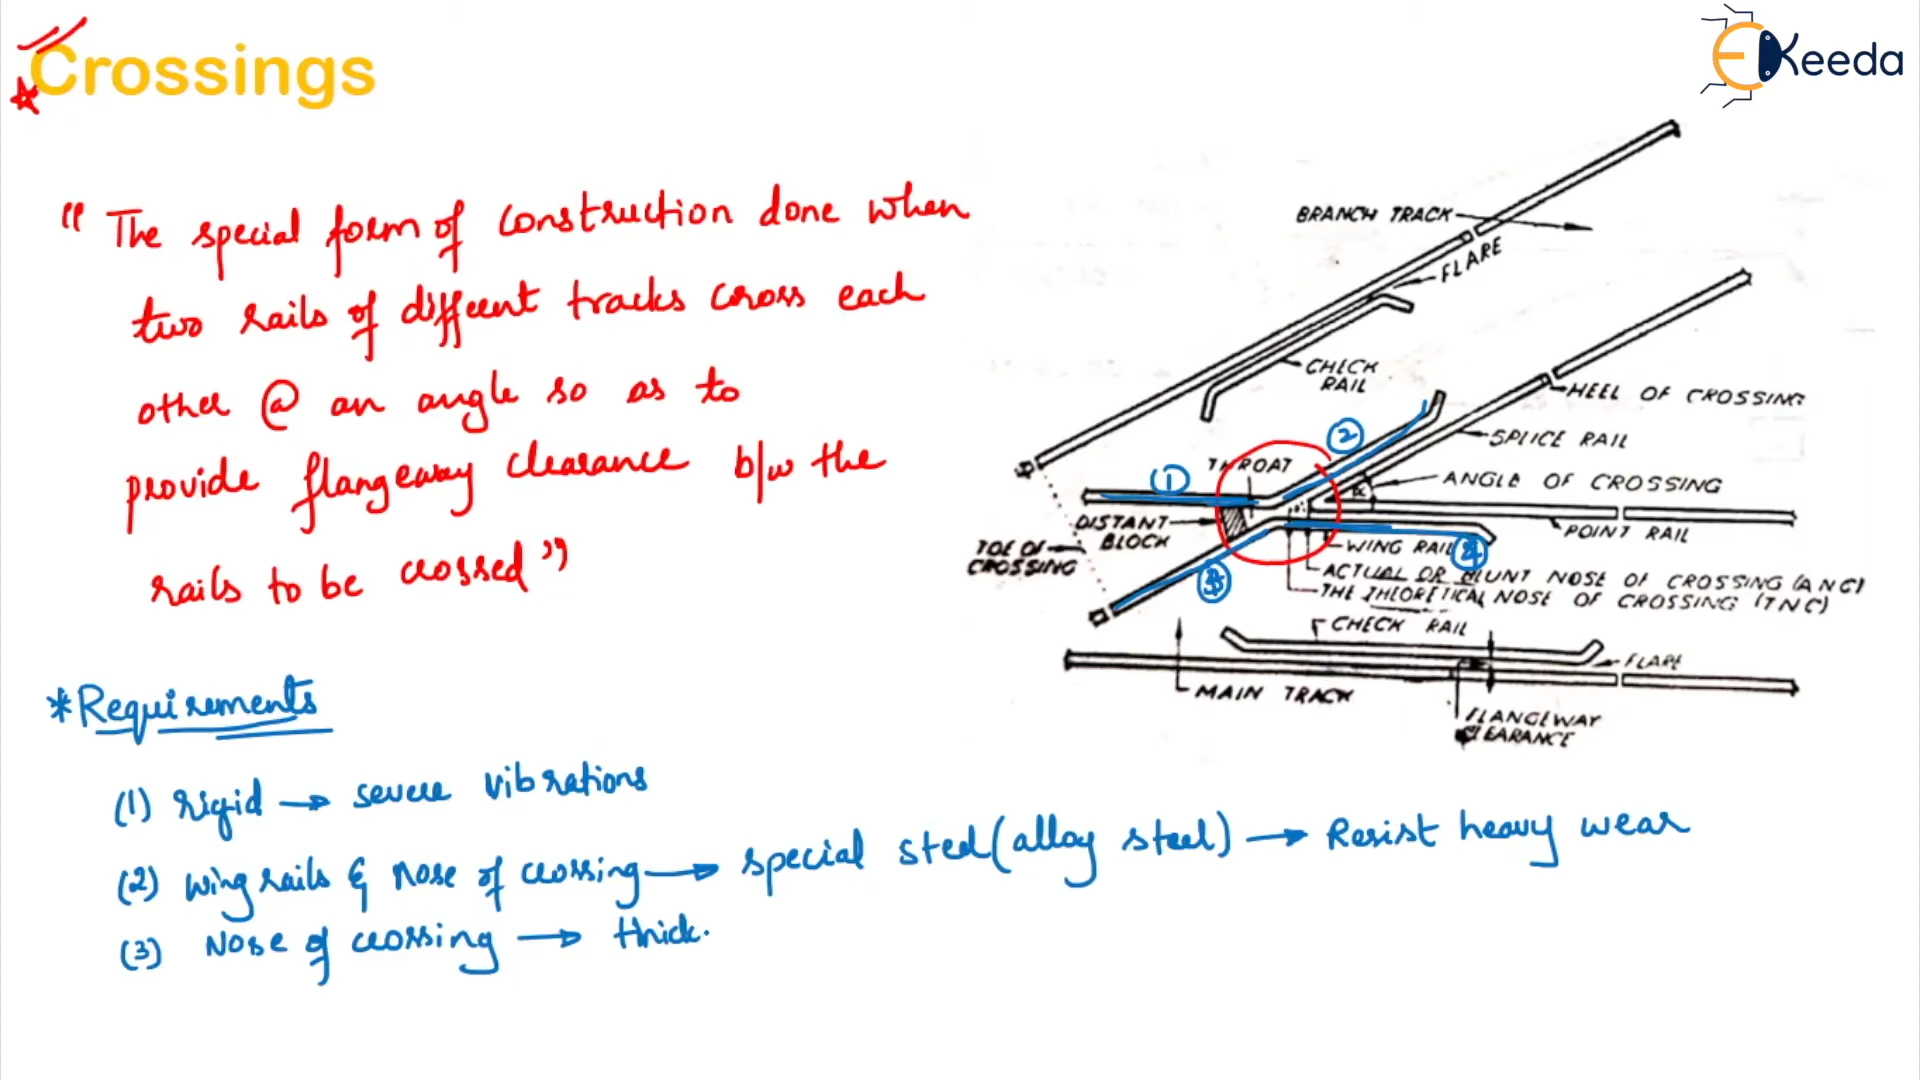 Crossings
EKeeda
" The special form of construction done when
two rails of different tracks cross each
other @ an angle so as to
provide flangeway clearance b/w the
rails to be crossed "
* Requirements
(1) rigid → severe vibrations
(2) wing rails & Nose of crossing → special steel (alloy steel) → Resist heavy wear
(3) Nose of crossing → thick.
BRANCH TRACK
FLARE
CHECK
RAIL
HEEL OF CROSSING
SPLICE RAIL
2
THROAT
1
ANGLE OF CROSSING
α
DISTANT
BLOCK
POINT RAIL
TOE OF
CROSSING
WING RAIL
ACTUAL OR BLUNT NOSE OF CROSSING (ANC)
THE THEORETICAL NOSE OF CROSSING (TNC)
CHECK RAIL
FLARE
MAIN TRACK
FLANGEWAY
CLEARANCE